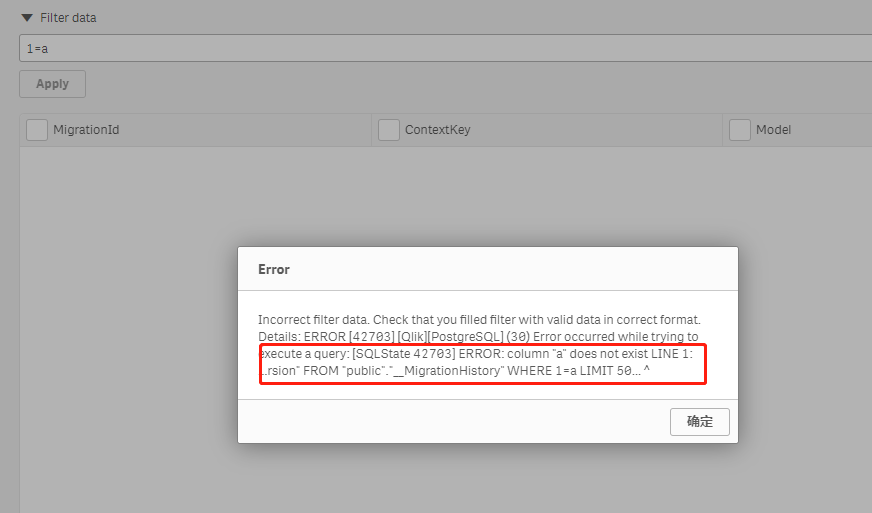 Filter data
1=a
Apply
MigrationId ContextKey Model
Error
Incorrect filter data. Check that you filled filter with valid data in correct format.
Details: ERROR [42703] [Qlik][PostgreSQL] (30) Error occurred while trying to
execute a query: [SQLState 42703] ERROR: column "a" does not exist LINE 1:
...rsion" FROM "public"."__MigrationHistory" WHERE 1=a LIMIT 50... ^
确定